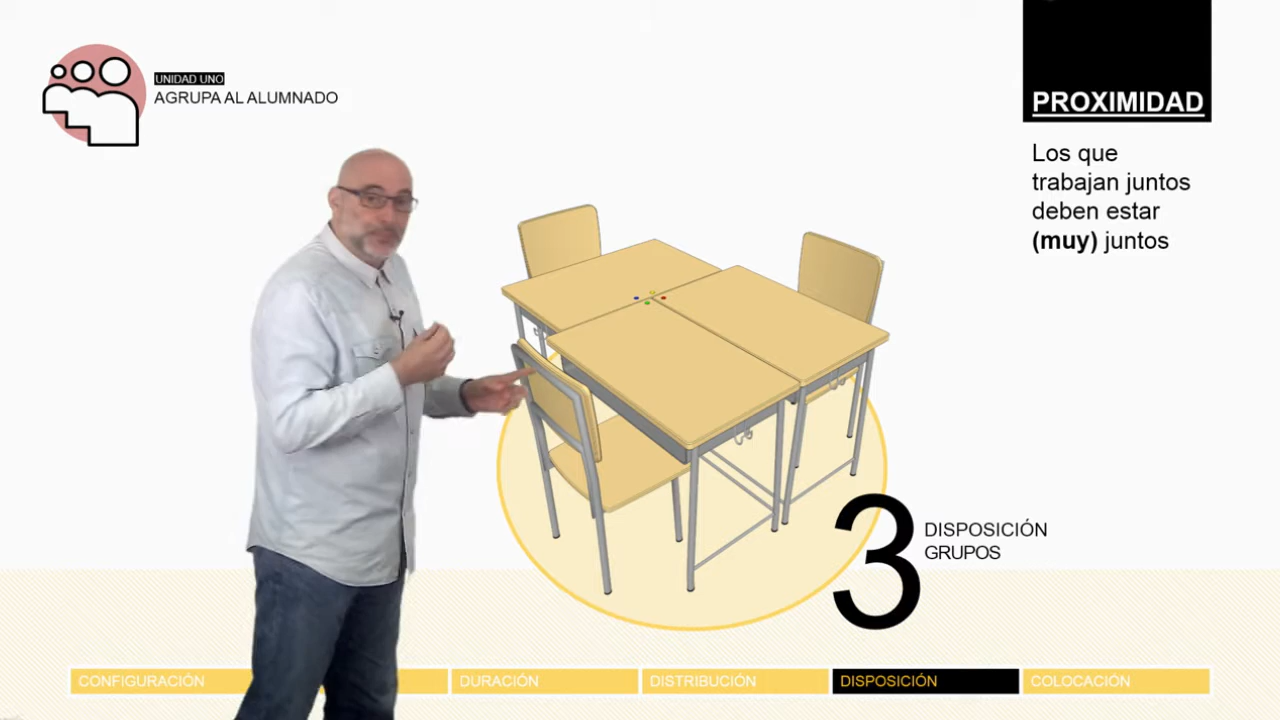 UNIDAD UNO
AGRUPA AL ALUMNADO
PROXIMIDAD
Los que
trabajan juntos
deben estar
(muy) juntos
3
DISPOSICIÓN
GRUPOS
CONFIGURACIÓN
DURACIÓN
DISTRIBUCIÓN
DISPOSICIÓN
COLOCACIÓN